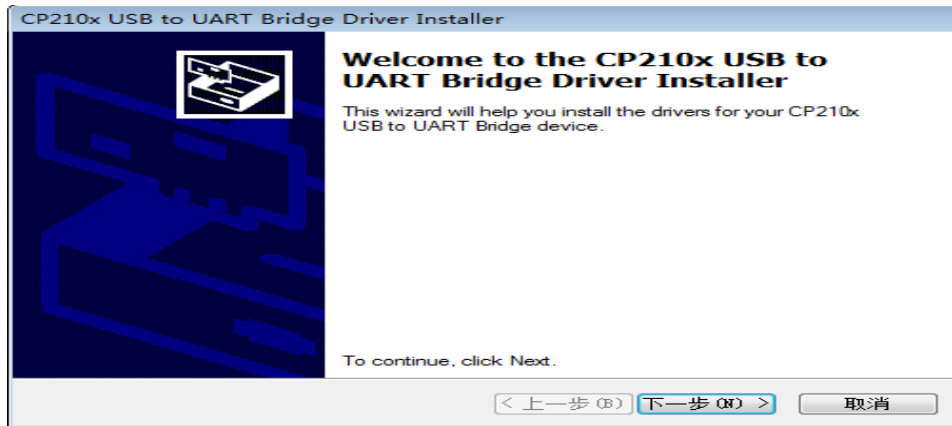 CP210x USB to UART Bridge Driver Installer
Welcome to the CP210x USB to
UART Bridge Driver Installer
This wizard will help you install the drivers for your CP210x
USB to UART Bridge device.
To continue, click Next.
< 上一步(B) 下一步(N) > 取消